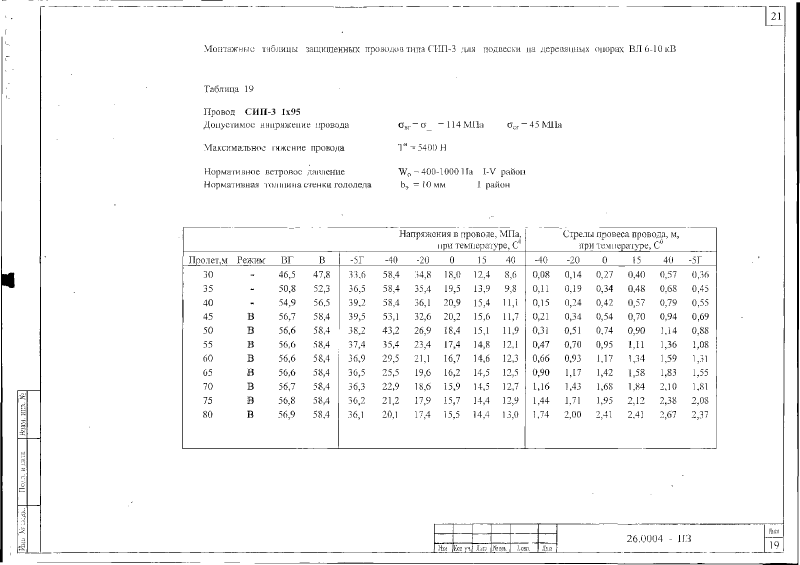 21
Монтажные таблицы защищенных проводов типа СИП-3 для подвески на деревянных опорах ВЛ 6-10 кВ
Таблица 19
Провод СИП-3 1х95
Допустимое напряжение провода σвг = σ_ = 114 МПа σсг = 45 МПа
Максимальное тяжение провода Тн = 5400 Н
Нормативное ветровое давление Wo = 400-1000 Па I-V район
Нормативная толщина стенки гололеда bэ = 10 мм I район
Напряжения в проводе, МПа, Стрелы провеса провода, м,
при температуре, С⁰ при температуре, С⁰
Пролет,м Режим ВГ В -5Г -40 -20 0 15 40 -40 -20 0 15 40 -5Г
30 - 46,5 47,8 33,6 58,4 34,8 18,0 12,4 8,6 0,08 0,14 0,27 0,40 0,57 0,36
35 - 50,8 52,3 36,5 58,4 35,4 19,5 13,9 9,8 0,11 0,19 0,34 0,48 0,68 0,45
40 - 54,9 56,5 39,2 58,4 36,1 20,9 15,4 11,1 0,15 0,24 0,42 0,57 0,79 0,55
45 В 56,7 58,4 39,5 53,1 32,6 20,2 15,6 11,7 0,21 0,34 0,54 0,70 0,94 0,69
50 В 56,6 58,4 38,2 43,2 26,9 18,4 15,1 11,9 0,31 0,51 0,74 0,90 1,14 0,88
55 В 56,6 58,4 37,4 35,4 23,4 17,4 14,8 12,1 0,47 0,70 0,95 1,11 1,36 1,08
60 В 56,6 58,4 36,9 29,5 21,1 16,7 14,6 12,3 0,66 0,93 1,17 1,34 1,59 1,31
65 В 56,6 58,4 36,5 25,5 19,6 16,2 14,5 12,5 0,90 1,17 1,42 1,58 1,83 1,55
70 В 56,7 58,4 36,3 22,9 18,6 15,9 14,5 12,7 1,16 1,43 1,68 1,84 2,10 1,81
75 В 56,8 58,4 36,2 21,2 17,9 15,7 14,4 12,9 1,44 1,71 1,95 2,12 2,38 2,08
80 В 56,9 58,4 36,1 20,1 17,4 15,5 14,4 13,0 1,74 2,00 2,41 2,41 2,67 2,37
Взам. инв. №
Подп. и дата
Инв. № подл.
26.0004 - ПЗ
Лист
19
Изм Кол уч. Лист №док. Подп. Дата